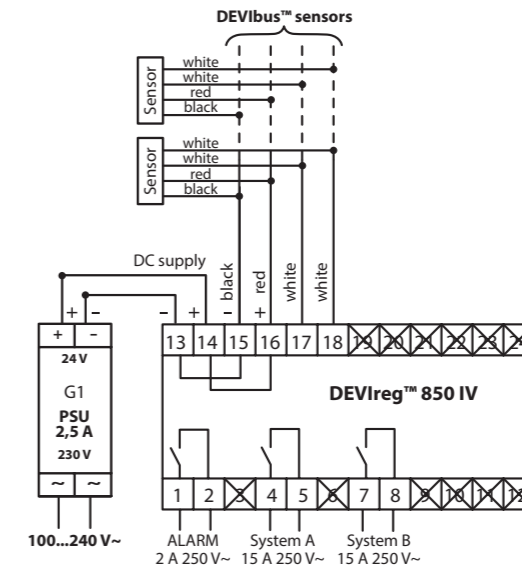 DEVIbus™ sensors
Sensor
white
white
red
black
Sensor
white
white
red
black
DC supply
black
red
white
white
+ – – + – +
+ –
13 14 15 16 17 18 19 20 21 22 23 24
24 V
G1
PSU
2,5 A
230 V
~ ~
DEVIreg™ 850 IV
1 2 3 4 5 6 7 8 9 10 11 12
100...240 V~
ALARM
2 A 250 V~
System A
15 A 250 V~
System B
15 A 250 V~